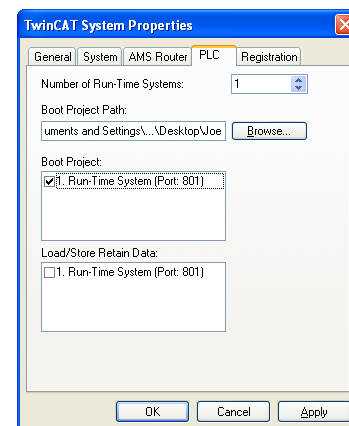 TwinCAT System Properties
General System AMS Router PLC Registration
Number of Run-Time Systems: 1
Boot Project Path:
uments and Settings\...\Desktop\Joe Browse...
Boot Project:
1. Run-Time System (Port: 801)
Load/Store Retain Data:
1. Run-Time System (Port: 801)
OK Cancel Apply